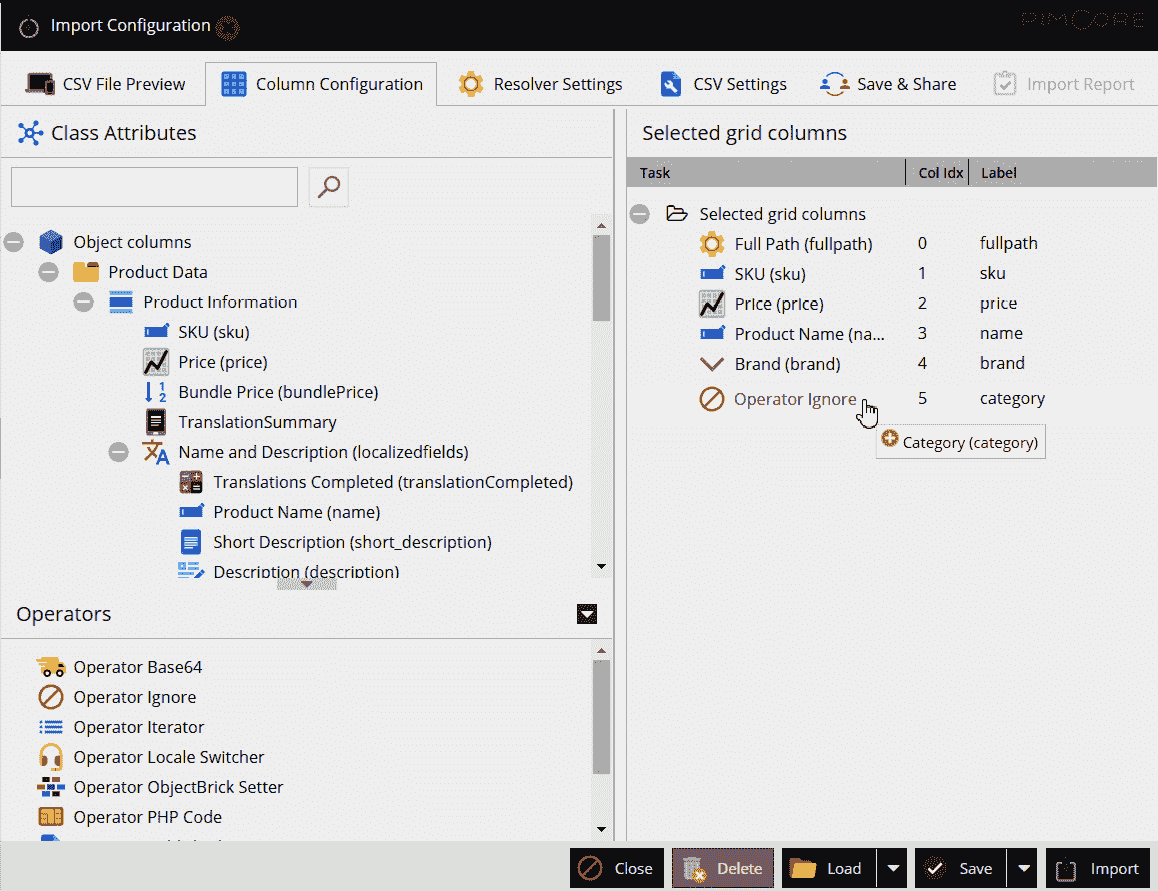 Import Configuration
PIMCORE
CSV File Preview
Column Configuration
Resolver Settings
CSV Settings
Save & Share
Import Report
Class Attributes
Object columns
Product Data
Product Information
SKU (sku)
Price (price)
Bundle Price (bundlePrice)
TranslationSummary
Name and Description (localizedfields)
Translations Completed (translationCompleted)
Product Name (name)
Short Description (short_description)
Description (description)
Operators
Operator Base64
Operator Ignore
Operator Iterator
Operator Locale Switcher
Operator ObjectBrick Setter
Operator PHP Code
Selected grid columns
Task Col Idx Label
Selected grid columns
Full Path (fullpath) 0 fullpath
SKU (sku) 1 sku
Price (price) 2 price
Product Name (na... 3 name
Brand (brand) 4 brand
Operator Ignore 5 category
Category (category)
Close
Delete
Load
Save
Import